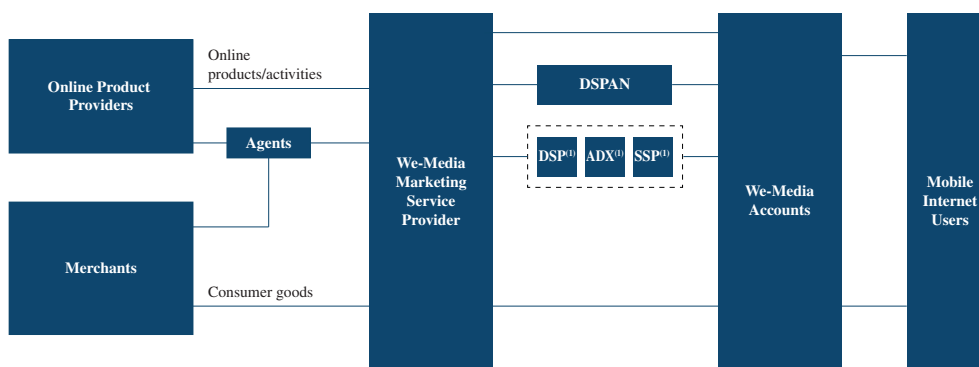 Online Product
Providers
Online
products/activities
Agents
Merchants
Consumer goods
We-Media
Marketing
Service
Provider
DSPAN
DSP(1)
ADX(1)
SSP(1)
We-Media
Accounts
Mobile
Internet
Users